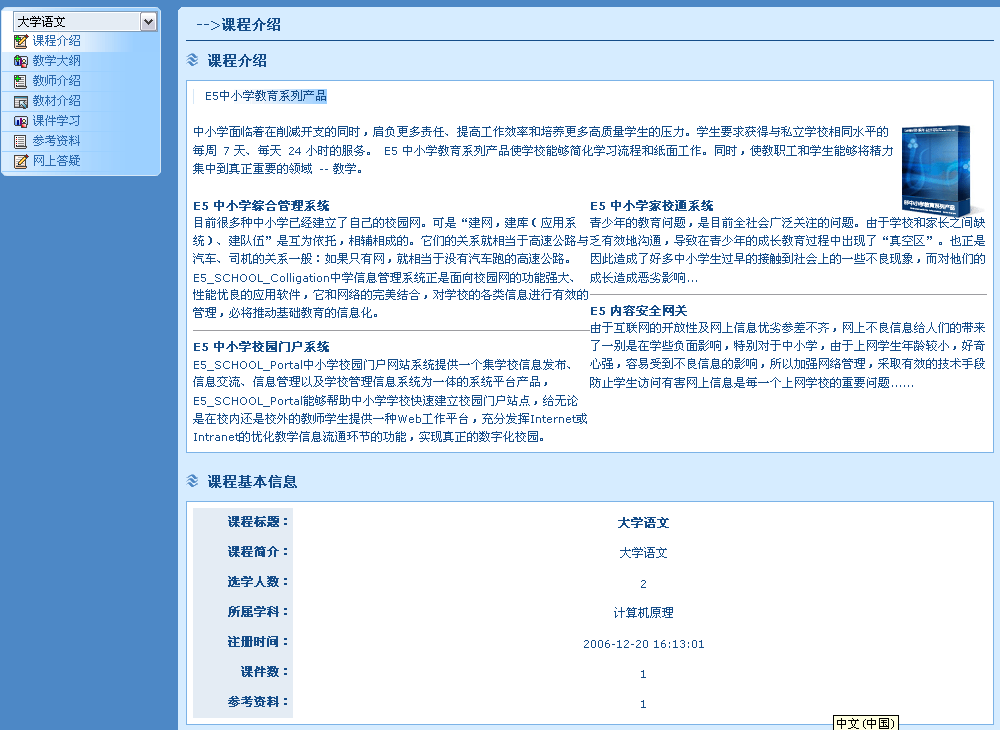 大学语文
课程介绍
教学大纲
教师介绍
教材介绍
课件学习
参考资料
网上答疑
-->课程介绍
课程介绍
E5中小学教育系列产品
中小学面临着在削减开支的同时，肩负更多责任、提高工作效率和培养更多高质量学生的压力。学生要求获得与私立学校相同水平的
每周 7 天、每天 24 小时的服务。 E5 中小学教育系列产品使学校能够简化学习流程和纸面工作。同时，使教职工和学生能够将精力
集中到真正重要的领域 -- 教学。
E5 中小学综合管理系统
目前很多种中小学已经建立了自己的校园网。可是“建网，建库（应用系
统）、建队伍”是互为依托，相辅相成的。它们的关系就相当于高速公路与
汽车、司机的关系一般：如果只有网，就相当于没有汽车跑的高速公路。
E5_SCHOOL_Colligation中学信息管理系统正是面向校园网的功能强大、
性能优良的应用软件，它和网络的完美结合，对学校的各类信息进行有效的
管理，必将推动基础教育的信息化。
E5 中小学校园门户系统
E5_SCHOOL_Portal中小学校园门户网站系统提供一个集学校信息发布、
信息交流、信息管理以及学校管理信息系统为一体的系统平台产品，
E5_SCHOOL_Portal能够帮助中小学学校快速建立校园门户站点，给无论
是在校内还是校外的教师学生提供一种Web工作平台，充分发挥Internet或
Intranet的优化教学信息流通环节的功能，实现真正的数字化校园。
E5 中小学家校通系统
青少年的教育问题，是目前全社会广泛关注的问题。由于学校和家长之间缺
乏有效地沟通，导致在青少年的成长教育过程中出现了“真空区”。也正是
因此造成了好多中小学生过早的接触到社会上的一些不良现象，而对他们的
成长造成恶劣影响…
E5 内容安全网关
由于互联网的开放性及网上信息优劣参差不齐，网上不良信息给人们的带来
了一别是在学些负面影响，特别对于中小学，由于上网学生年龄较小，好奇
心强，容易受到不良信息的影响，所以加强网络管理，采取有效的技术手段
防止学生访问有害网上信息是每一个上网学校的重要问题……
课程基本信息
课程标题： 大学语文
课程简介： 大学语文
选学人数： 2
所属学科： 计算机原理
注册时间： 2006-12-20 16:13:01
课件数： 1
参考资料： 1
中文(中国)